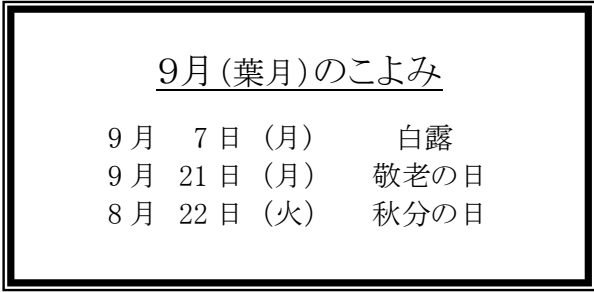 ９月(葉月)のこよみ
9月　7日（月）　白露
9月　21日（月）　敬老の日
8月　22日（火）　秋分の日